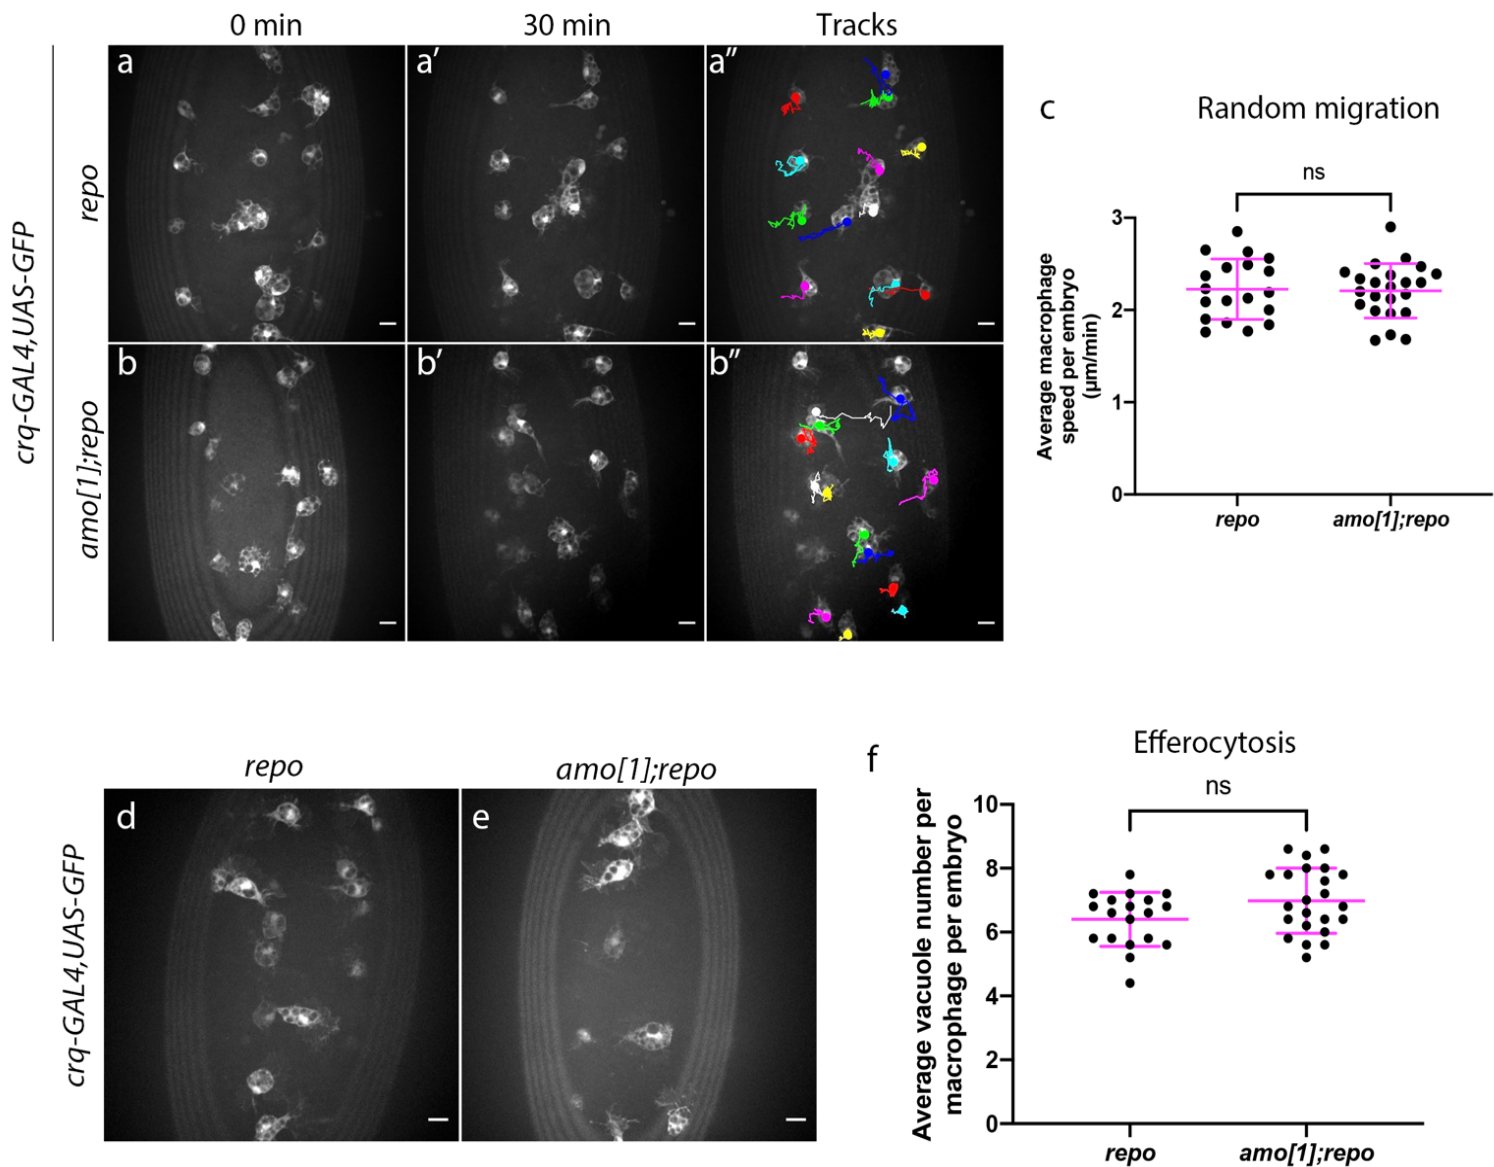 0 min
30 min
Tracks
crq-GAL4,UAS-GFP
repo
a
a′
a″
amo[1];repo
b
b′
b″
c
Random migration
ns
Average macrophage
speed per embryo
(µm/min)
3
2
1
0
repo
amo[1];repo
crq-GAL4,UAS-GFP
repo
amo[1];repo
d
e
f
Efferocytosis
ns
Average vacuole number per
macrophage per embryo
10
8
6
4
2
0
repo
amo[1];repo